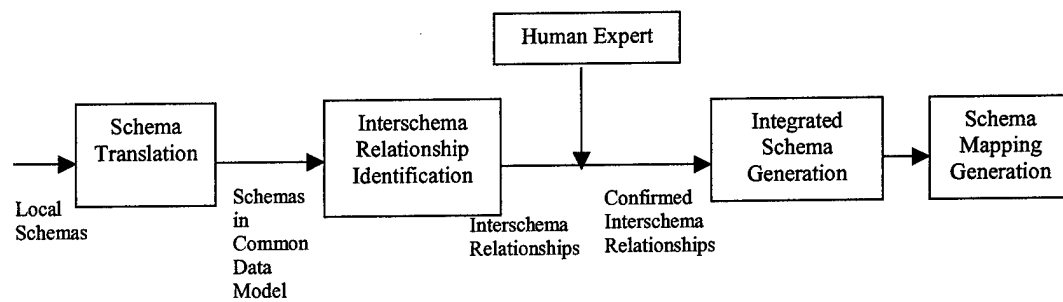 Human Expert
Schema
Translation
Interschema
Relationship
Identification
Integrated
Schema
Generation
Schema
Mapping
Generation
Local
Schemas
Schemas
in
Common
Data
Model
Interschema
Relationships
Confirmed
Interschema
Relationships